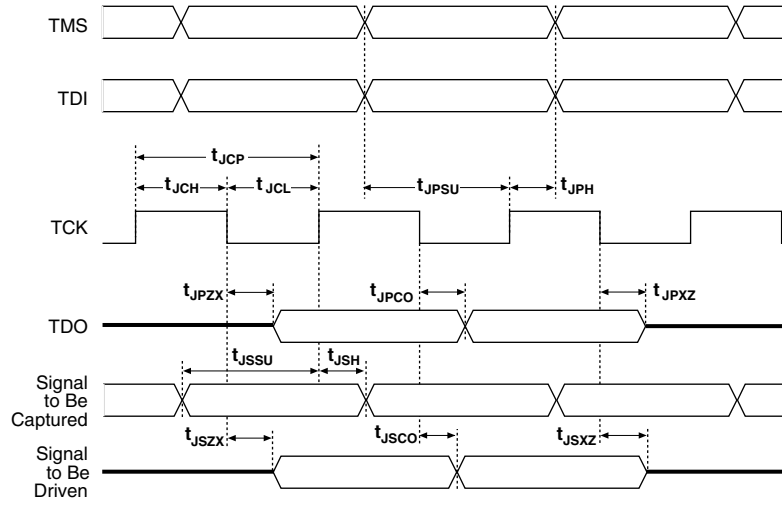 TMS
TDI
tJCP
tJCH tJCL tJPSU tJPH
TCK
tJPZX tJPCO tJPXZ
TDO
tJSSU tJSH
Signal
to Be
Captured
tJSZX tJSCO tJSXZ
Signal
to Be
Driven